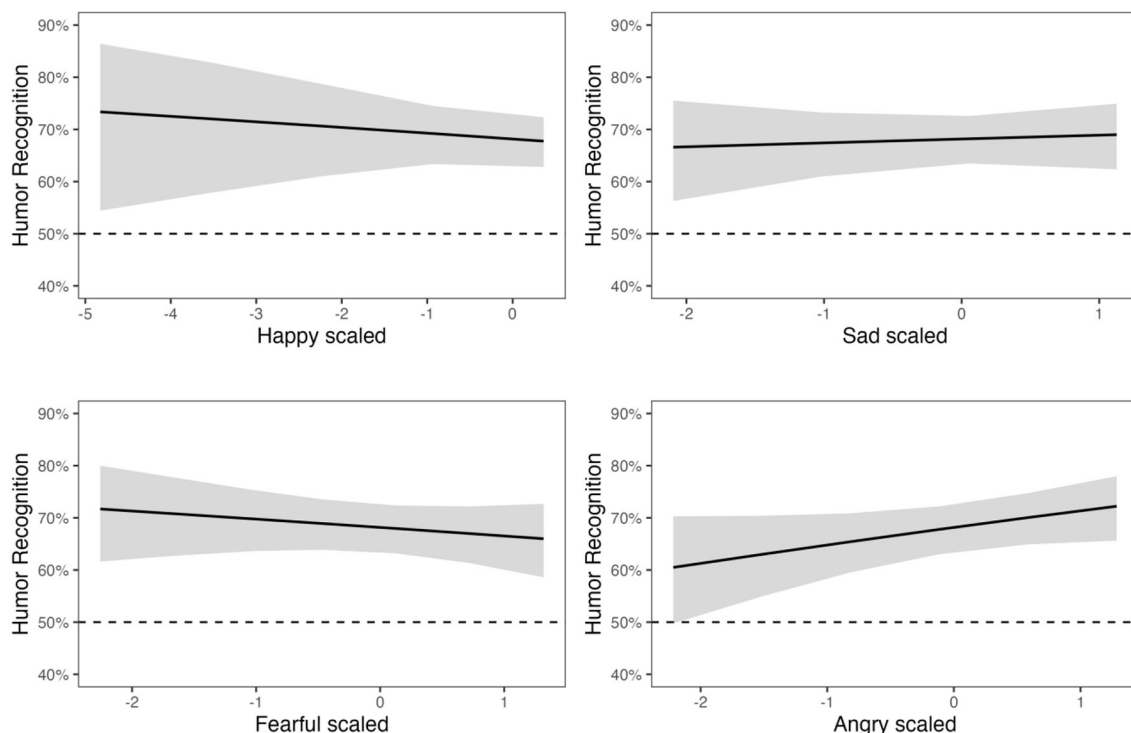 90%
80%
70%
60%
50%
40%
Humor Recognition
-5 -4 -3 -2 -1 0
Happy scaled
90%
80%
70%
60%
50%
40%
Humor Recognition
-2 -1 0 1
Sad scaled
90%
80%
70%
60%
50%
40%
Humor Recognition
-2 -1 0 1
Fearful scaled
90%
80%
70%
60%
50%
40%
Humor Recognition
-2 -1 0 1
Angry scaled